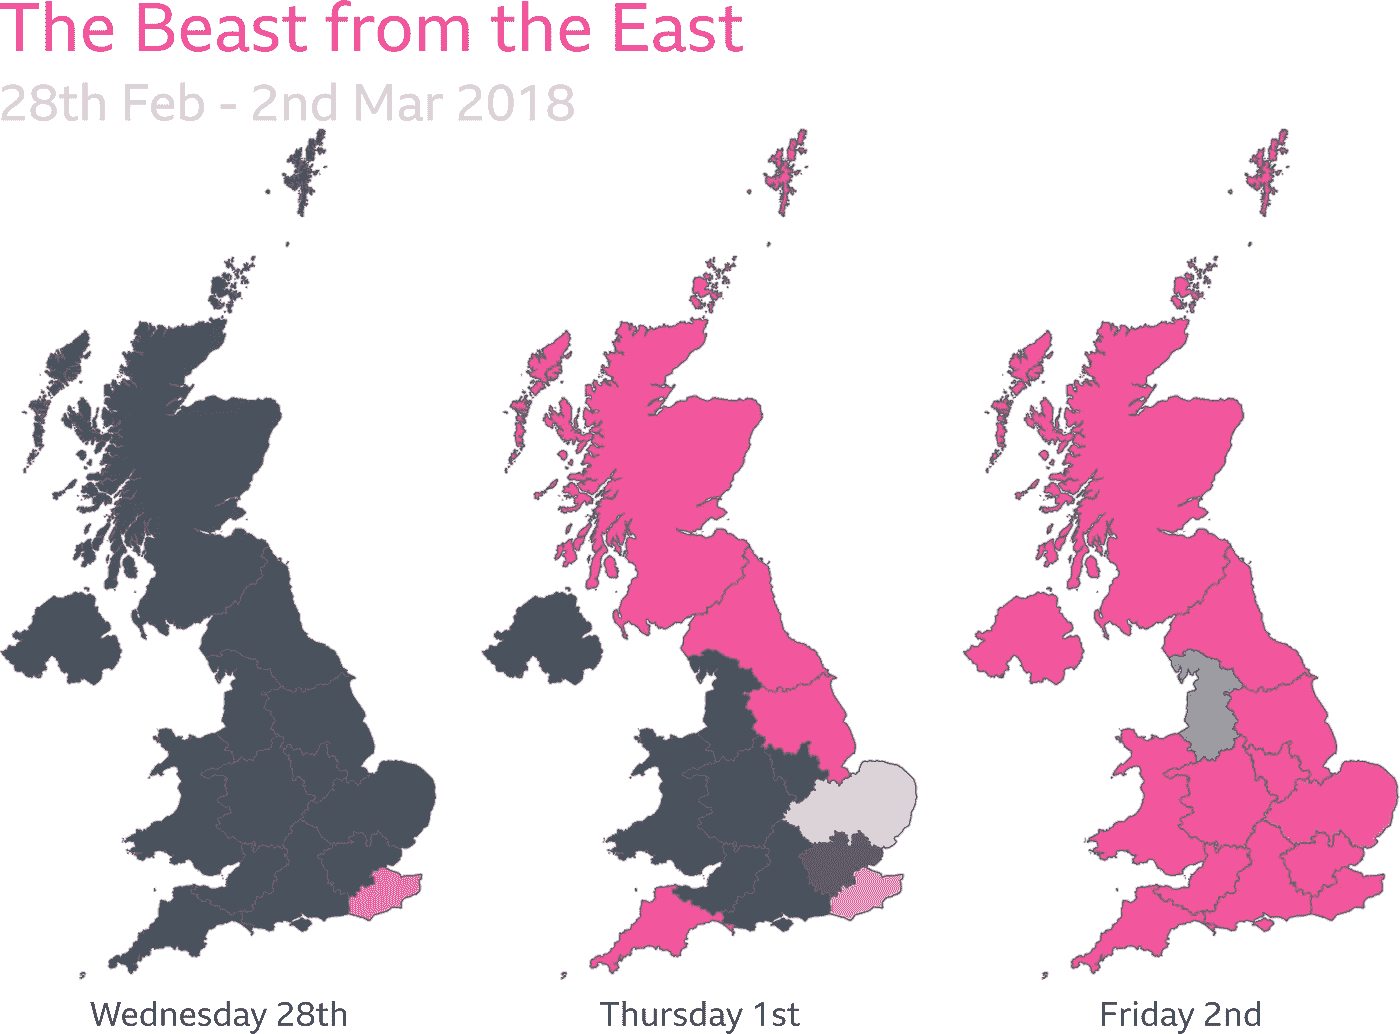 The Beast from the East
28th Feb - 2nd Mar 2018
Wednesday 28th
Thursday 1st
Friday 2nd